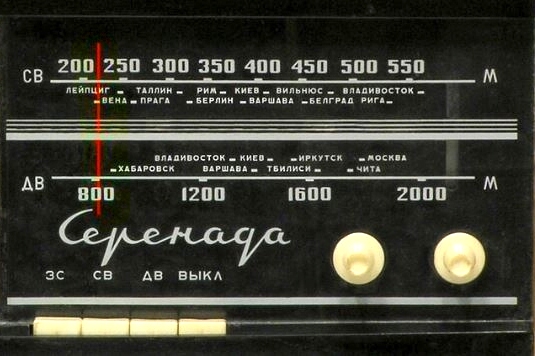 200 250 300 350 400 450 500 550
СВ М
ЛЕЙПЦИГ ТАЛЛИН РИМ КИЕВ ВИЛЬНЮС ВЛАДИВОСТОК
ВЕНА ПРАГА БЕРЛИН ВАРШАВА БЕЛГРАД РИГА
ВЛАДИВОСТОК КИЕВ ИРКУТСК МОСКВА
ХАБАРОВСК ВАРШАВА ТБИЛИСИ ЧИТА
ДВ М
800 1200 1600 2000
Серенада
ЗС СВ ДВ ВЫКЛ